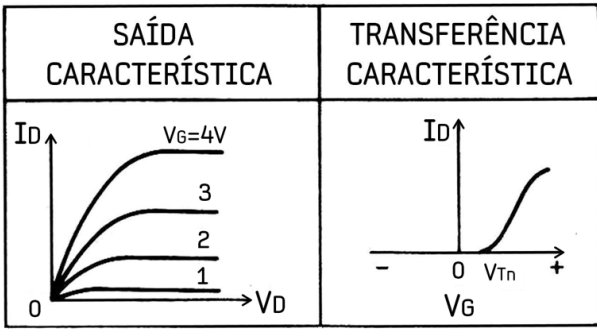 SAÍDA
CARACTERÍSTICA
TRANSFERÊNCIA
CARACTERÍSTICA
ID
VG=4V
3
2
1
0
VD
ID
-
0
VTn
+
VG